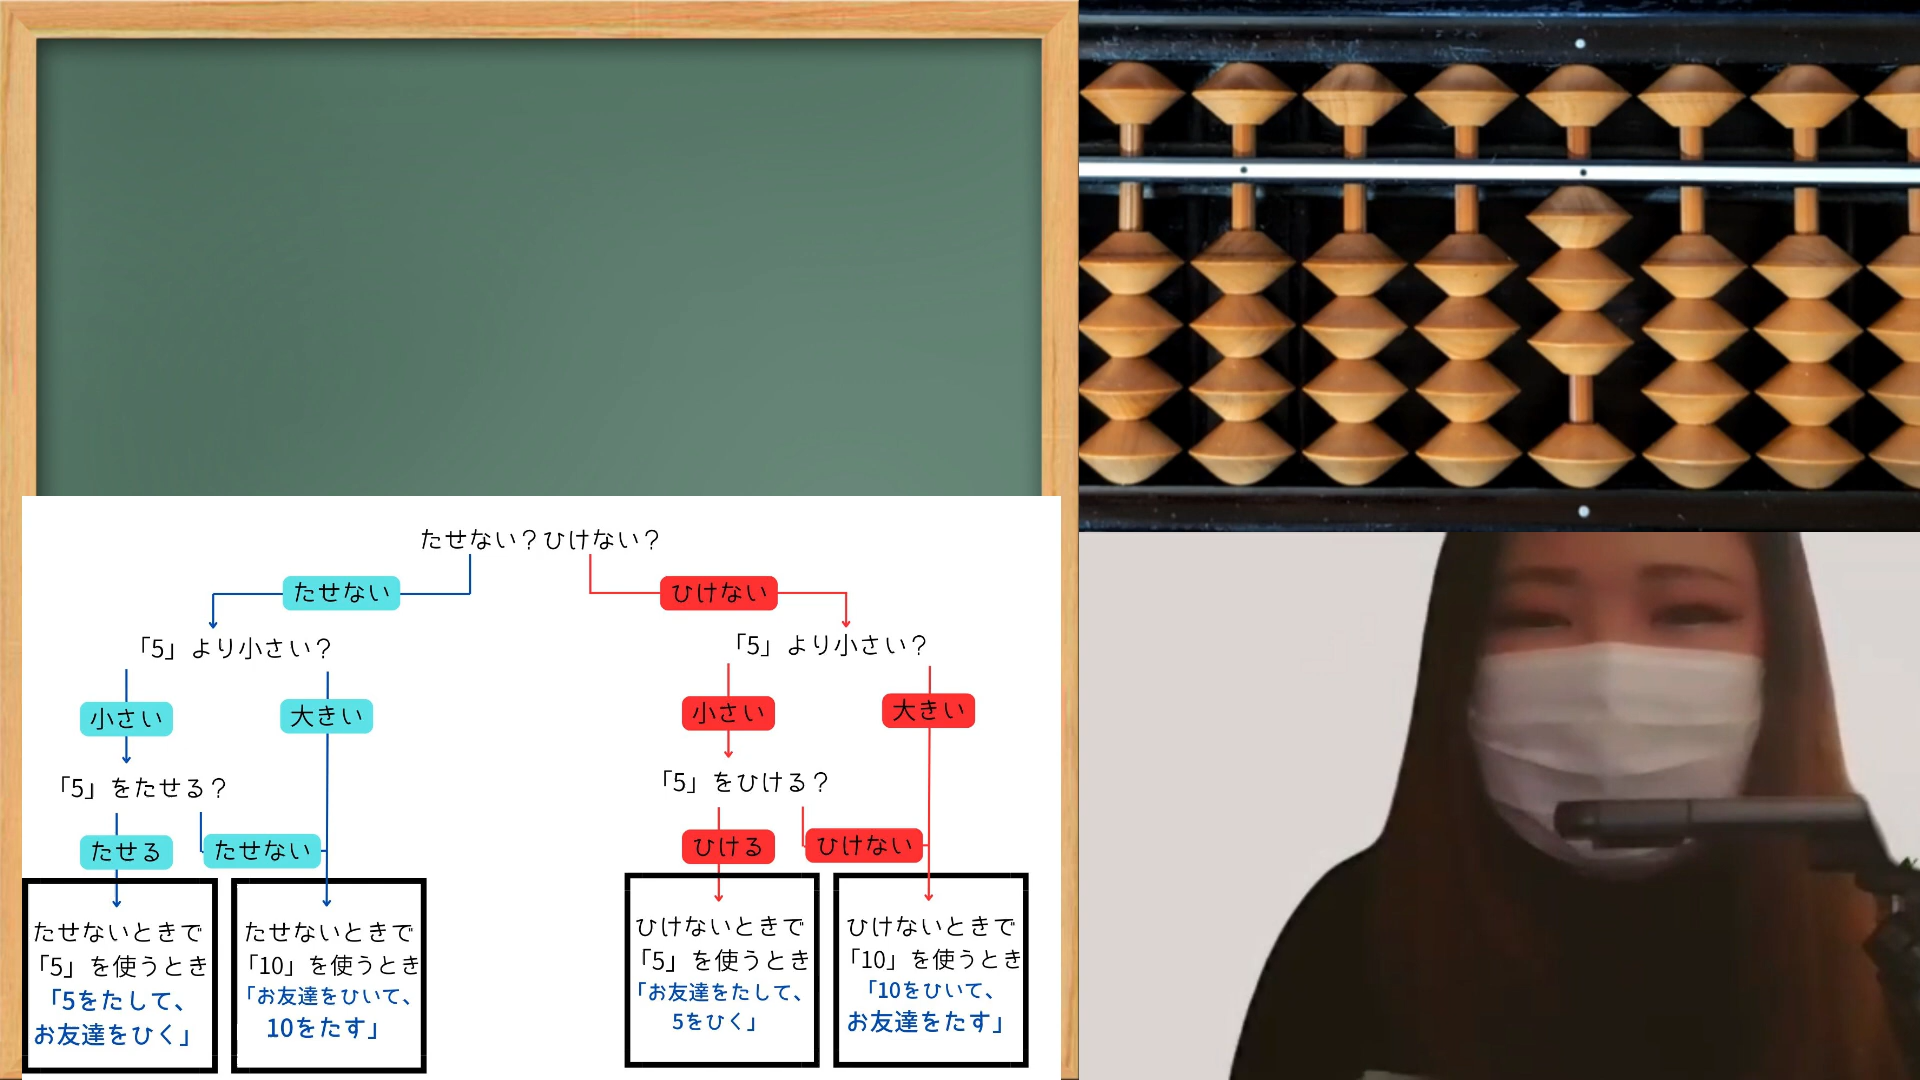 たせない？ひけない？
たせない
「5」より小さい？
小さい
大きい
「5」をたせる？
たせる
たせない
たせないときで
「5」を使うとき
「5をたして、
お友達をひく」
たせないときで
「10」を使うとき
「お友達をひいて、
10をたす」
ひけない
「5」より小さい？
小さい
大きい
「5」をひける？
ひける
ひけない
ひけないときで
「5」を使うとき
「お友達をたして、
5をひく」
ひけないときで
「10」を使うとき
「10をひいて、
お友達をたす」